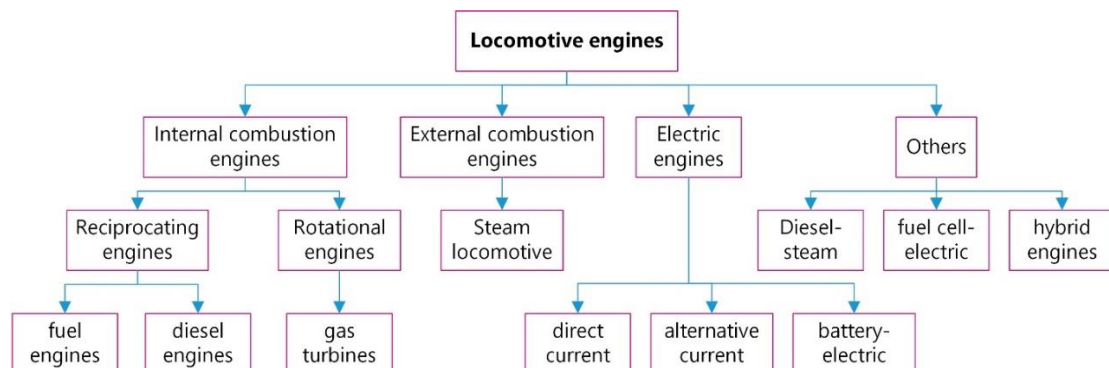 Locomotive engines
Internal combustion
engines
External combustion
engines
Electric
engines
Others
Reciprocating
engines
Rotational
engines
Steam
locomotive
Diesel-
steam
fuel cell-
electric
hybrid
engines
fuel
engines
diesel
engines
gas
turbines
direct
current
alternative
current
battery-
electric